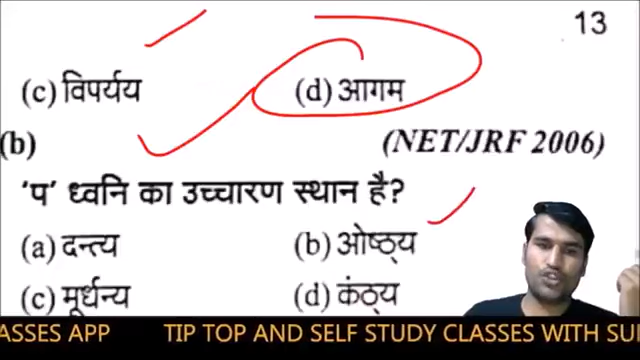 13
(c) विपर्यय (d) आगम
(b) (NET/JRF 2006)
'प' ध्वनि का उच्चारण स्थान है?
(a) दन्त्य (b) ओष्ठ्य
(c) मूर्धन्य (d) कंठ्य
ASSES APP TIP TOP AND SELF STUDY CLASSES WITH SU